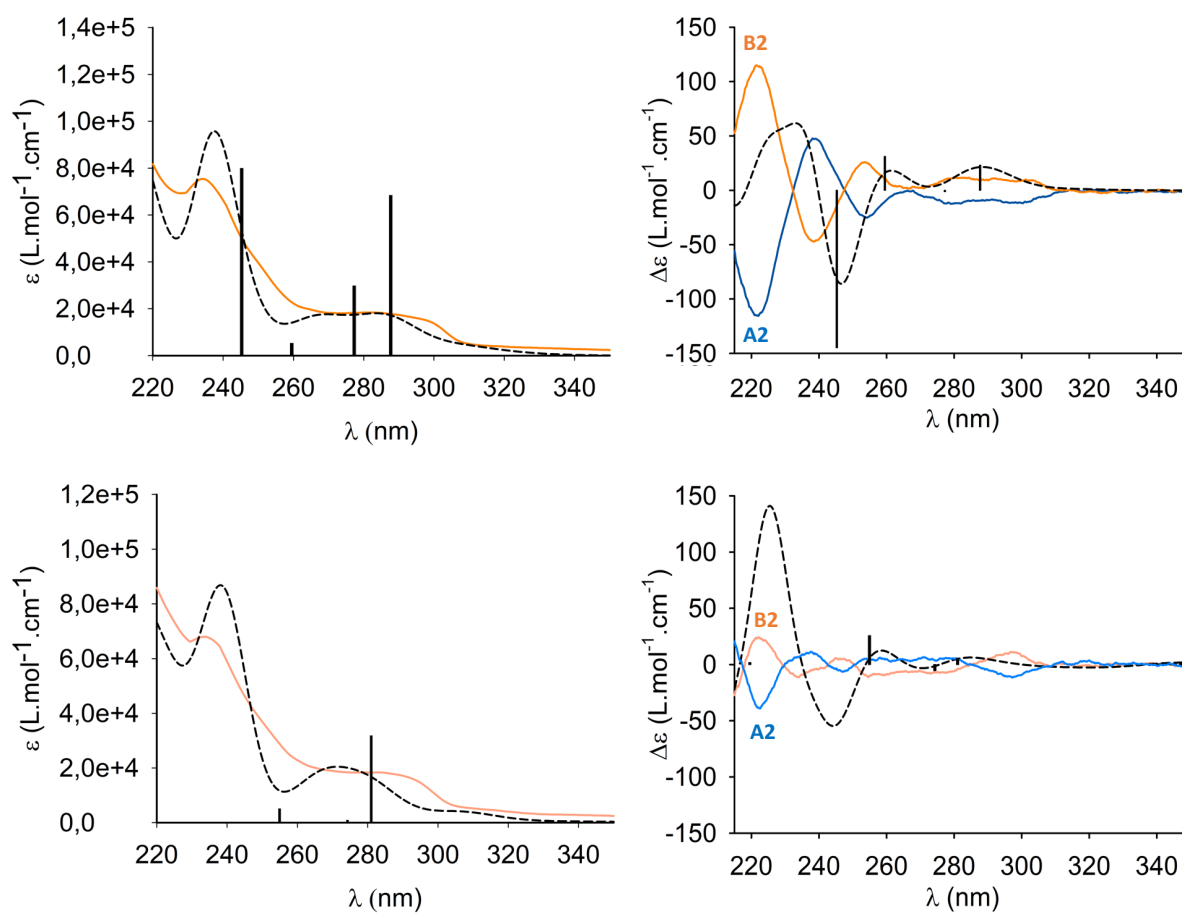 1,4e+5
1,2e+5
1,0e+5
8,0e+4
6,0e+4
4,0e+4
2,0e+4
0,0
ε (L.mol⁻¹.cm⁻¹)
220 240 260 280 300 320 340
λ (nm)
150
100
50
0
-50
-100
-150
Δε (L.mol⁻¹.cm⁻¹)
B2
A2
220 240 260 280 300 320 340
λ (nm)
1,2e+5
1,0e+5
8,0e+4
6,0e+4
4,0e+4
2,0e+4
0,0
ε (L.mol⁻¹.cm⁻¹)
220 240 260 280 300 320 340
λ (nm)
150
100
50
0
-50
-100
-150
Δε (L.mol⁻¹.cm⁻¹)
B2
A2
220 240 260 280 300 320 340
λ (nm)